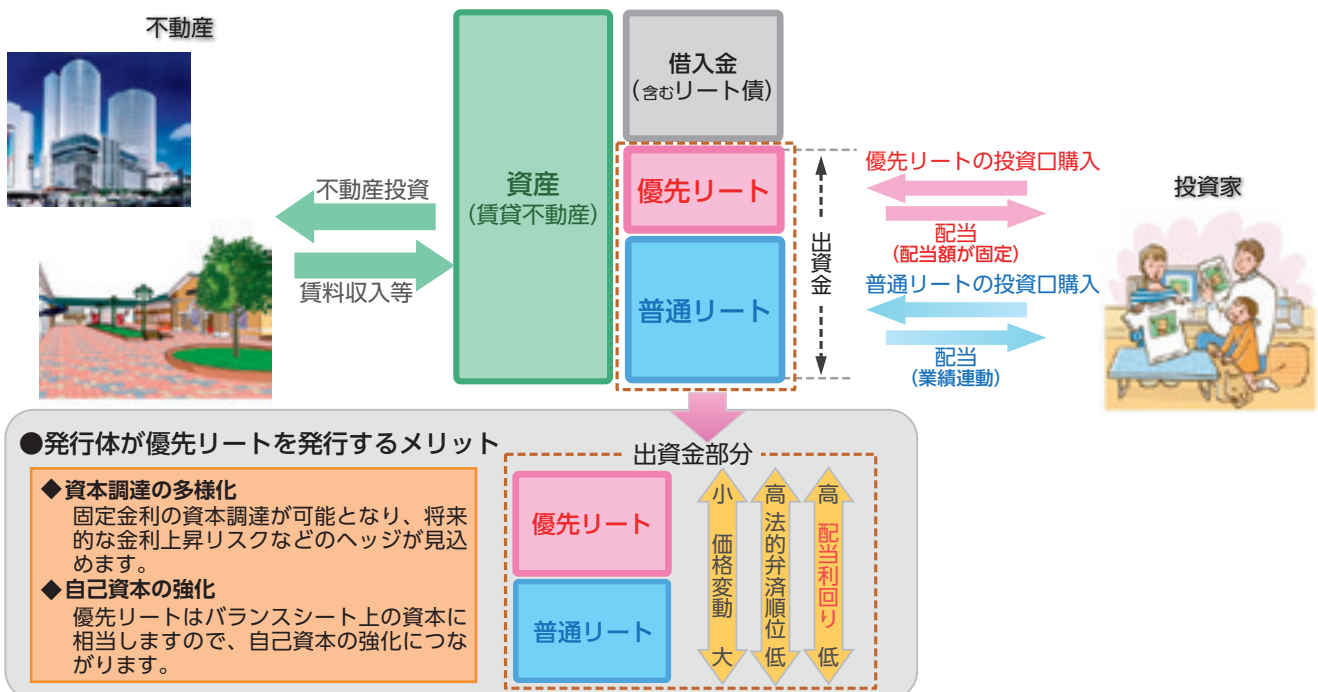 不動産
不動産投資
賃料収入等
資産
(賃貸不動産)
借入金
(含むリート債)
優先リート
普通リート
出資金
優先リートの投資口購入
配当
(配当額が固定)
普通リートの投資口購入
配当
(業績連動)
投資家
●発行体が優先リートを発行するメリット
◆資本調達の多様化
固定金利の資本調達が可能となり、将来
的な金利上昇リスクなどのヘッジが見込
めます。
◆自己資本の強化
優先リートはバランスシート上の資本に
相当しますので、自己資本の強化につな
がります。
出資金部分
優先リート
普通リート
小 価格変動 大
高 法的弁済順位 低
高 配当利回り 低